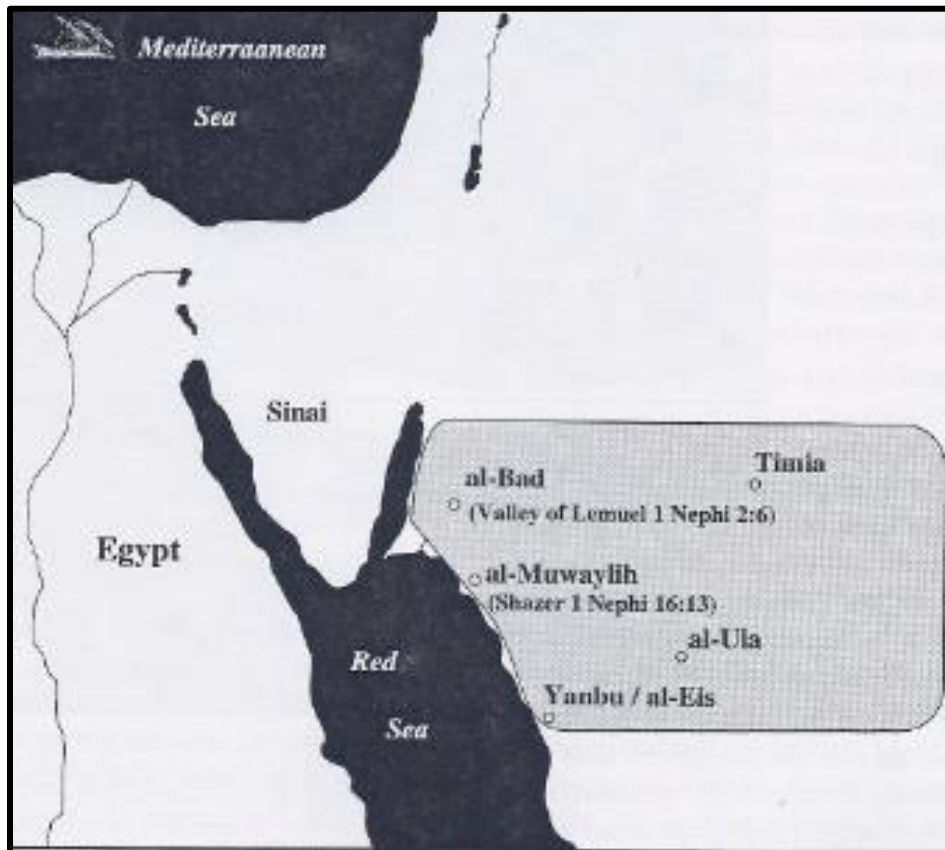 Mediterraanean
Sea
Sinai
Timia
al-Bad
(Valley of Lemuel 1 Nephi 2:6)
Egypt
al-Muwaylih
(Shazer 1 Nephi 16:13)
al-Ula
Red
Yanbu / al-Eis
Sea